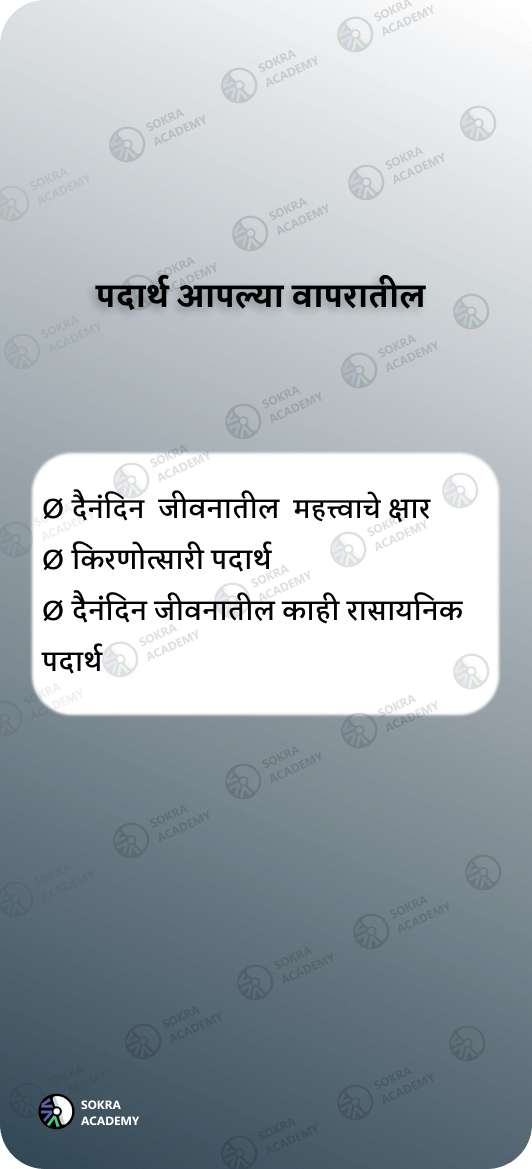 पदार्थ आपल्या वापरातील
Ø दैनंदिन जीवनातील महत्त्वाचे क्षार
Ø किरणोत्सारी पदार्थ
Ø दैनंदिन जीवनातील काही रासायनिक
पदार्थ
SOKRA
ACADEMY